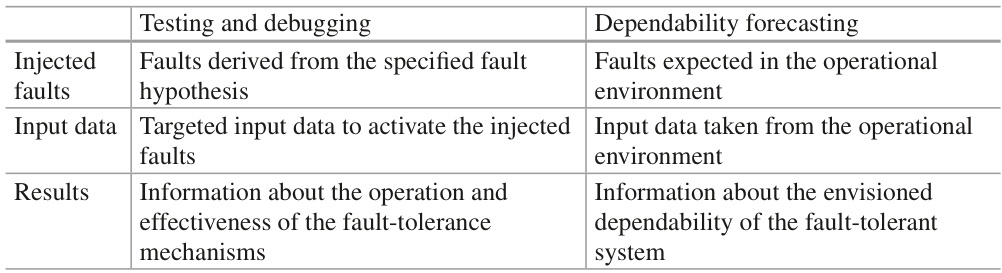 Testing and debugging Dependability forecasting
Injected faults Faults derived from the specified fault hypothesis Faults expected in the operational environment
Input data Targeted input data to activate the injected faults Input data taken from the operational environment
Results Information about the operation and effectiveness of the fault-tolerance mechanisms Information about the envisioned dependability of the fault-tolerant system